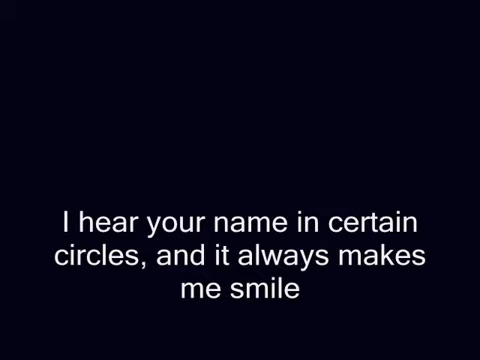 I hear your name in certain
circles, and it always makes
me smile